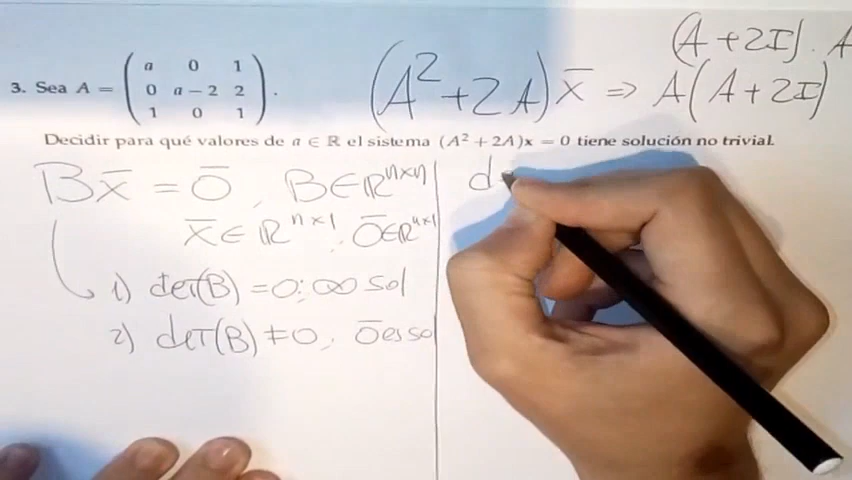 (A+2I). A
3. Sea A = ( a 0 1
0 a − 2 2
1 0 1 ).
(A² + 2A) x̄ ⇒ A(A+2I)
Decidir para qué valores de a ∈ ℝ el sistema (A² + 2A)x = 0 tiene solución no trivial.
Bx̄ = 0̄ , B∈ℝⁿˣⁿ
x̄ ∈ ℝⁿˣ¹, 0̄∈ℝⁿˣ¹
1) det(B) = 0: ∞ sol
2) det(B) ≠ 0, 0̄ es sol
d